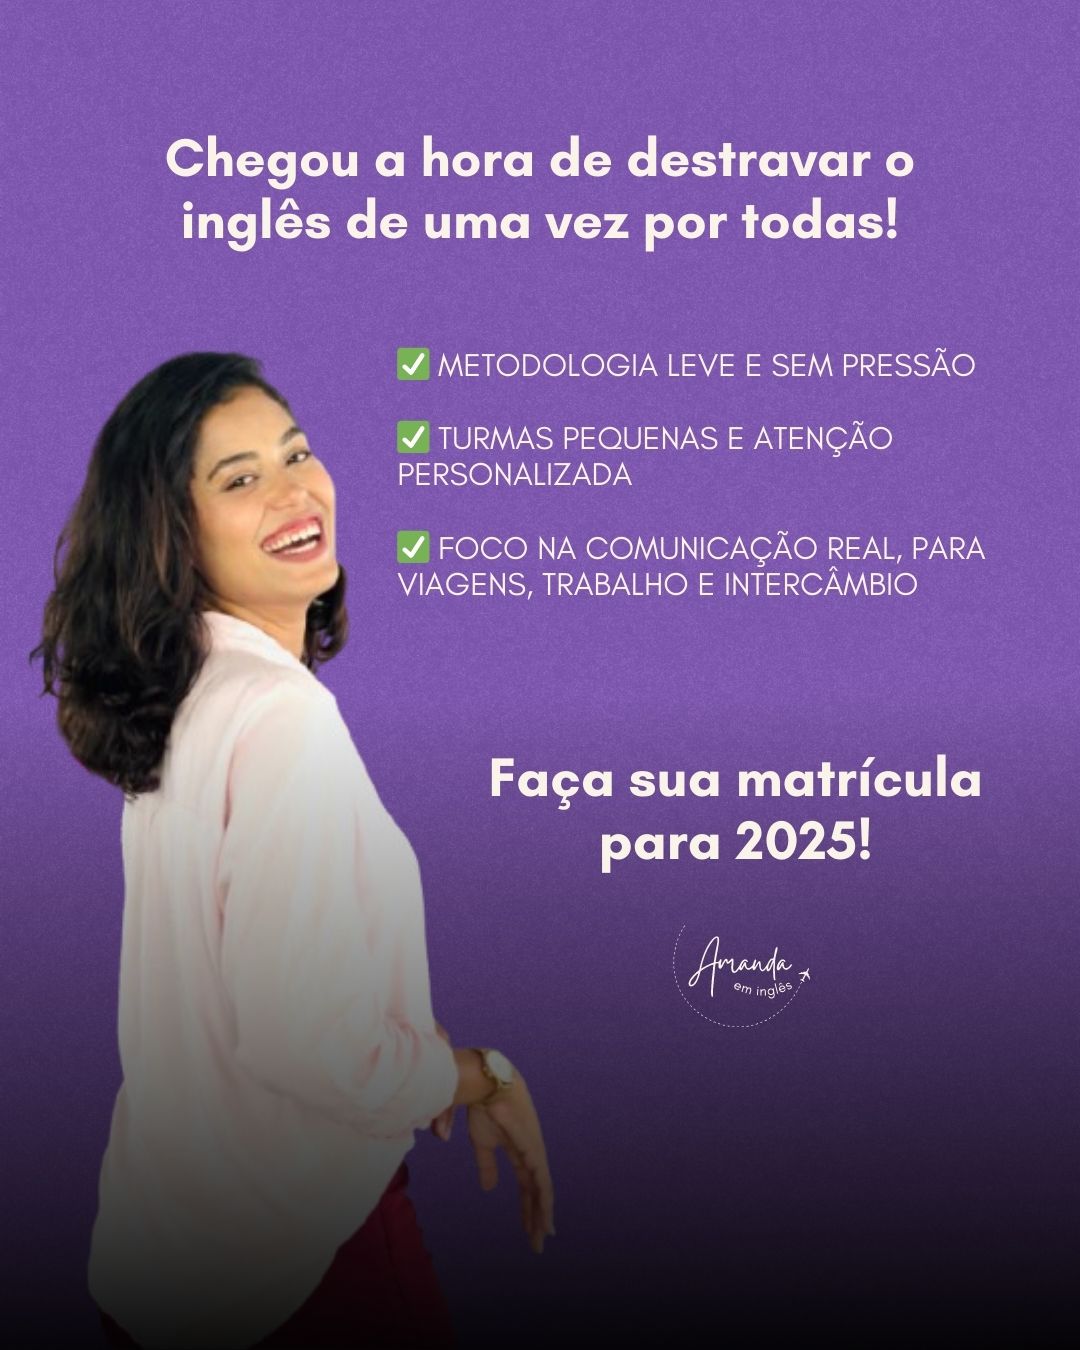 Chegou a hora de destravar o
inglês de uma vez por todas!
✅ METODOLOGIA LEVE E SEM PRESSÃO
✅ TURMAS PEQUENAS E ATENÇÃO
PERSONALIZADA
✅ FOCO NA COMUNICAÇÃO REAL, PARA
VIAGENS, TRABALHO E INTERCÂMBIO
Faça sua matrícula
para 2025!
Amanda
em inglês